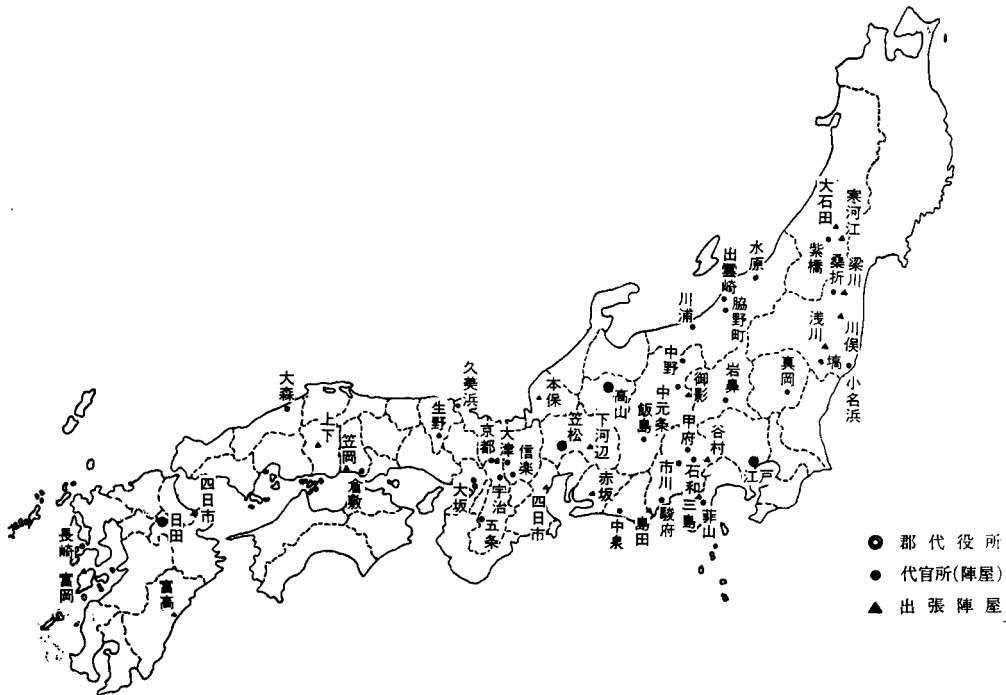 大石田
寒河江
紫橋
桑折
梁川
川俣
浅川
塙
小名浜
水原
出雲崎
脇野町
川浦
中野
御影
中元条
岩鼻
真岡
高山
飯島
甲府
谷村
江戸
市川
石和
三島
韮山
駿府
島田
中泉
赤坂
下河辺
笠松
本保
久美浜
生野
京都
大津
信楽
宇治
四日市
大坂
五条
大森
上下
笠岡
倉敷
四日市
日田
長崎
富岡
富高
郡代役所
代官所(陣屋)
出張陣屋